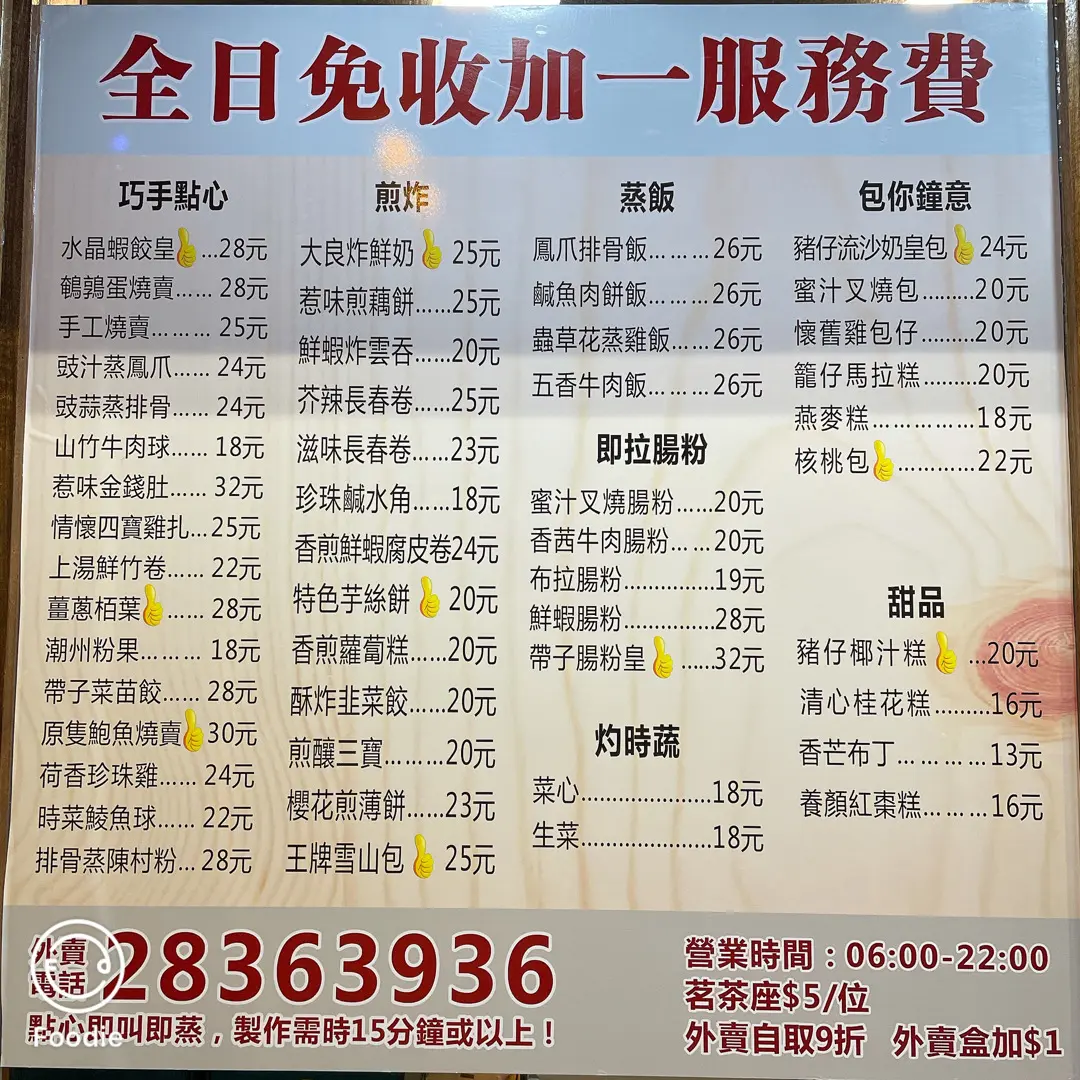 全日免收加一服務費
巧手點心
水晶蝦餃皇...28元
鵪鶉蛋燒賣......28元
手工燒賣.........25元
豉汁蒸鳳爪......24元
豉蒜蒸排骨......24元
山竹牛肉球......18元
惹味金錢肚......32元
情懷四寶雞扎...25元
上湯鮮竹卷......22元
薑蔥栢葉......28元
潮州粉果.........18元
帶子菜苗餃......28元
原隻鮑魚燒賣30元
荷香珍珠雞......24元
時菜鯪魚球......22元
排骨蒸陳村粉...28元
煎炸
大良炸鮮奶 25元
惹味煎藕餅......25元
鮮蝦炸雲吞......20元
芥辣長春卷......25元
滋味長春卷......23元
珍珠鹹水角......18元
香煎鮮蝦腐皮卷24元
特色芋絲餅 20元
香煎蘿蔔糕......20元
酥炸韭菜餃......20元
煎釀三寶.........20元
櫻花煎薄餅......23元
王牌雪山包 25元
蒸飯
鳳爪排骨飯.........26元
鹹魚肉餅飯.........26元
蟲草花蒸雞飯......26元
五香牛肉飯.........26元
即拉腸粉
蜜汁叉燒腸粉......20元
香茜牛肉腸粉......20元
布拉腸粉...............19元
鮮蝦腸粉...............28元
帶子腸粉皇......32元
灼時蔬
菜心......................18元
生菜......................18元
包你鐘意
豬仔流沙奶皇包 24元
蜜汁叉燒包.........20元
懷舊雞包仔.........20元
籠仔馬拉糕.........20元
燕麥糕..................18元
核桃包............22元
甜品
豬仔椰汁糕...20元
清心桂花糕.........16元
香芒布丁............13元
養顏紅棗糕.........16元
外賣電話:28363936
點心即叫即蒸，製作需時15分鐘或以上！
營業時間：06:00-22:00
茗茶座$5/位
外賣自取9折 外賣盒加$1
Foodie